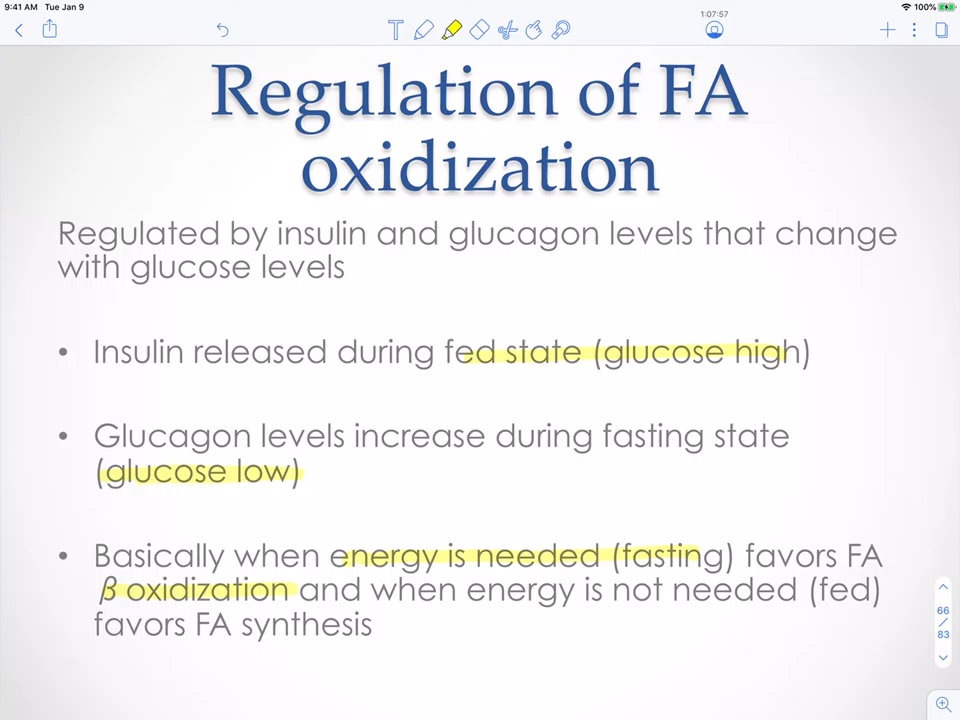 9:41 AM Tue Jan 9
100%
1:07:57
T
Regulation of FA
oxidization
Regulated by insulin and glucagon levels that change
with glucose levels
• Insulin released during fed state (glucose high)
• Glucagon levels increase during fasting state
(glucose low)
• Basically when energy is needed (fasting) favors FA
β oxidization and when energy is not needed (fed)
favors FA synthesis
66
/
83